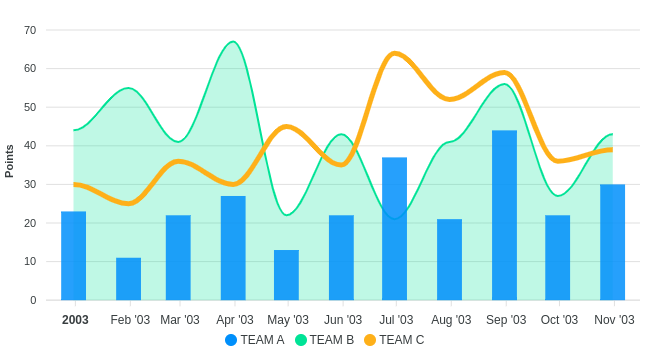 70
60
50
40
30
20
10
0
Points
2003 Feb '03 Mar '03 Apr '03 May '03 Jun '03 Jul '03 Aug '03 Sep '03 Oct '03 Nov '03
TEAM A TEAM B TEAM C